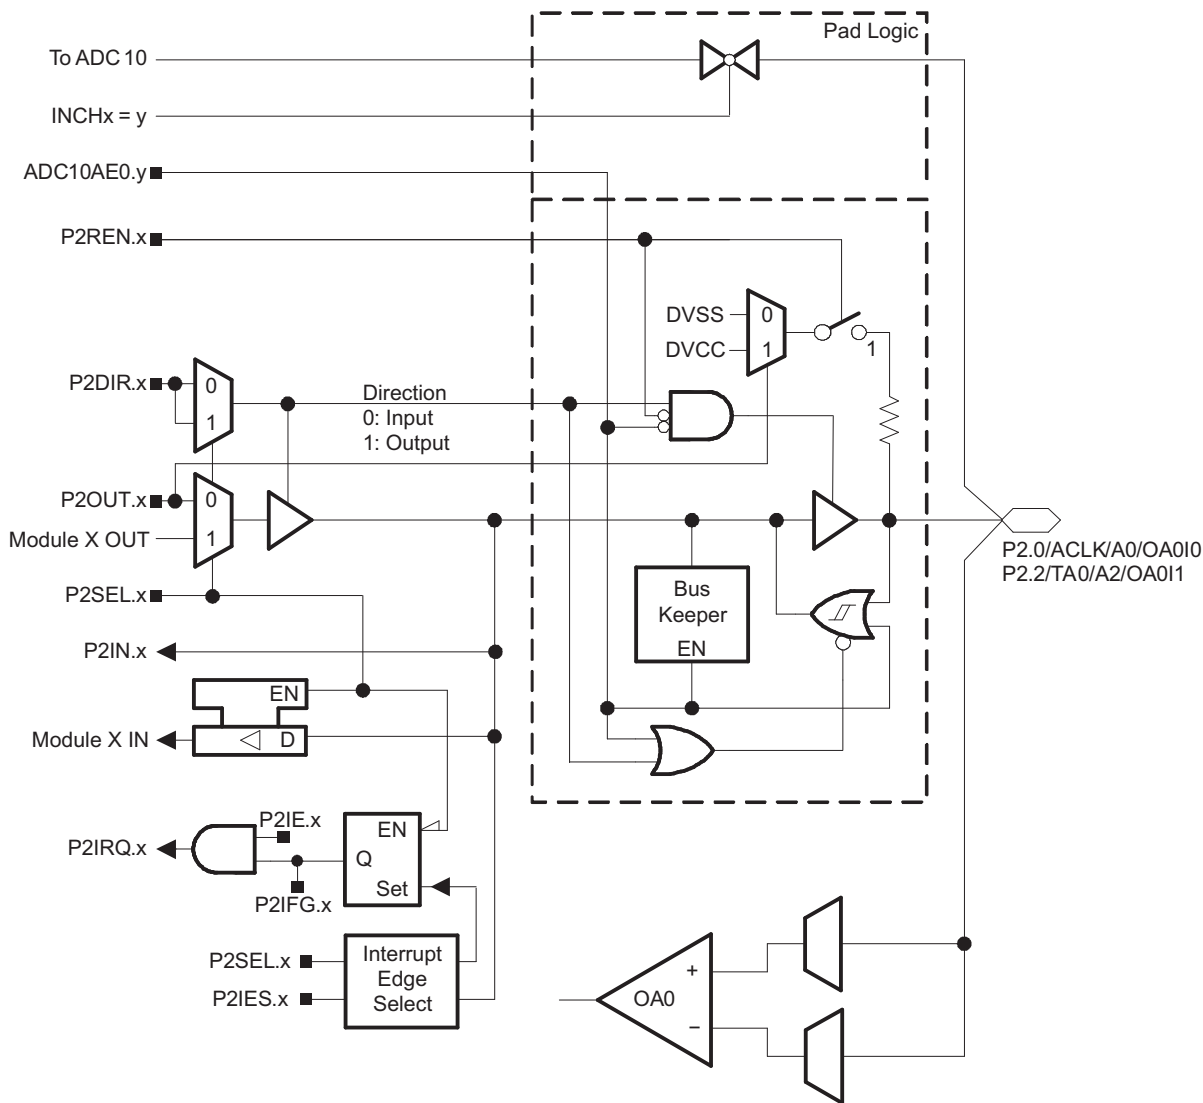 Pad Logic
To ADC 10
INCHx = y
ADC10AE0.y
P2REN.x
DVSS
0
DVCC
1
1
P2DIR.x
0
1
Direction
0: Input
1: Output
P2OUT.x
0
Module X OUT
1
P2SEL.x
P2.0/ACLK/A0/OA0I0
P2.2/TA0/A2/OA0I1
Bus
Keeper
EN
P2IN.x
EN
Module X IN
D
P2IE.x
P2IRQ.x
EN
Q
Set
P2IFG.x
P2SEL.x
P2IES.x
Interrupt
Edge
Select
+
OA0
−